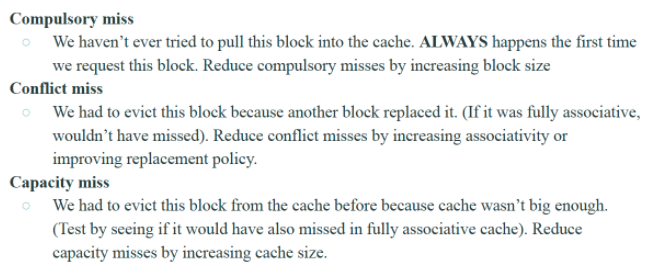 Compulsory miss
○ We haven't ever tried to pull this block into the cache. ALWAYS happens the first time
we request this block. Reduce compulsory misses by increasing block size
Conflict miss
○ We had to evict this block because another block replaced it. (If it was fully associative,
wouldn't have missed). Reduce conflict misses by increasing associativity or
improving replacement policy.
Capacity miss
○ We had to evict this block from the cache before because cache wasn't big enough.
(Test by seeing if it would have also missed in fully associative cache). Reduce
capacity misses by increasing cache size.